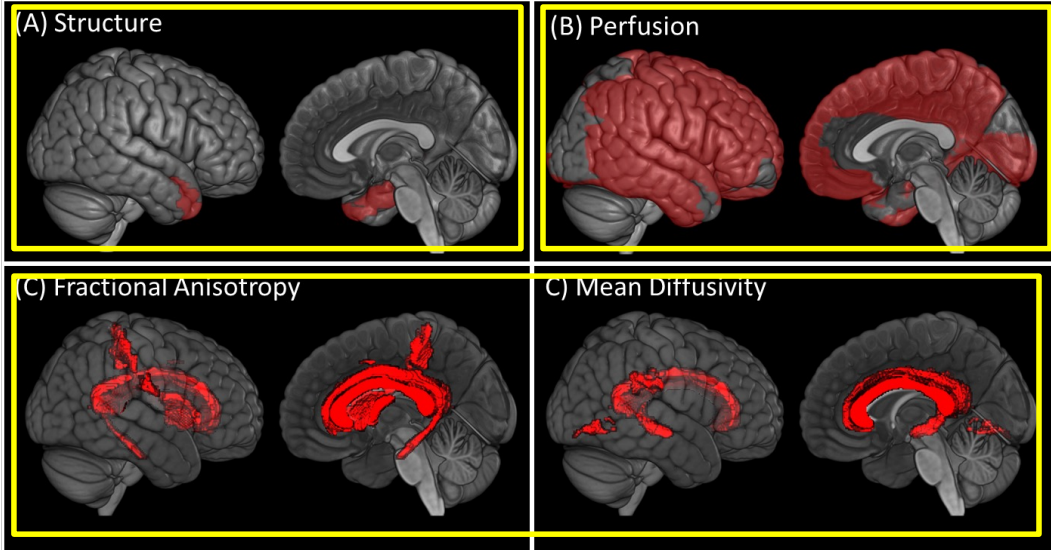 (A) Structure
(B) Perfusion
(C) Fractional Anisotropy
C) Mean Diffusivity